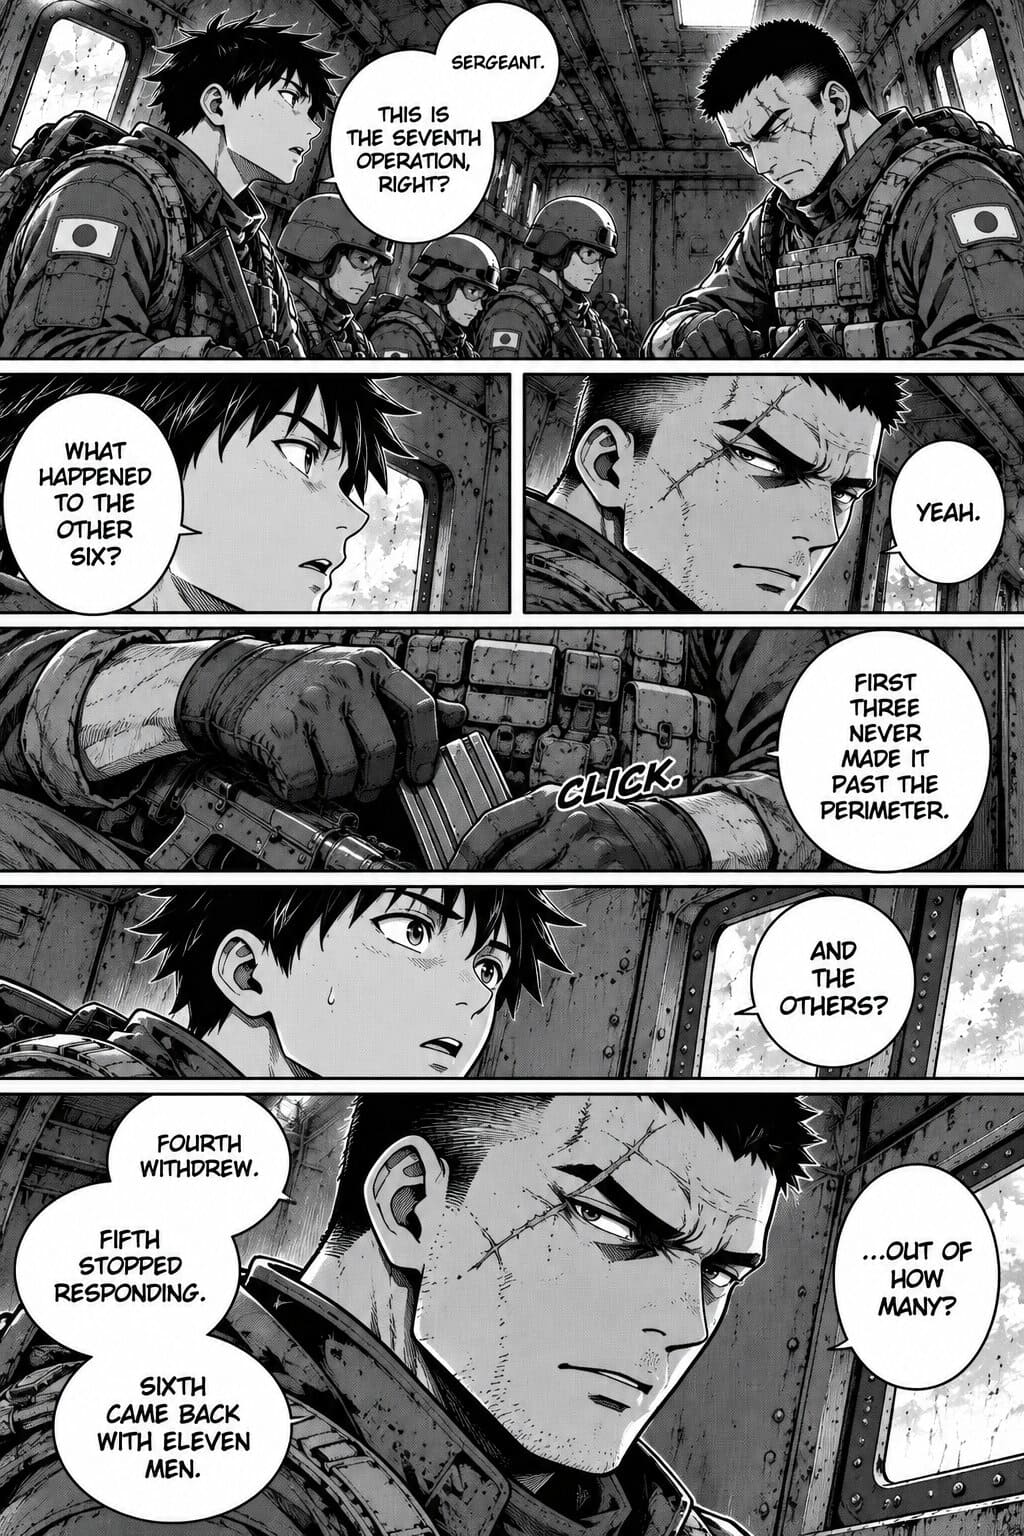 SERGEANT.
THIS IS
THE SEVENTH
OPERATION,
RIGHT?
WHAT
HAPPENED
TO THE
OTHER
SIX?
YEAH.
FIRST
THREE
NEVER
MADE IT
PAST THE
PERIMETER.
CLICK.
AND
THE
OTHERS?
FOURTH
WITHDREW.
FIFTH
STOPPED
RESPONDING.
SIXTH
CAME BACK
WITH ELEVEN
MEN.
...OUT OF
HOW
MANY?